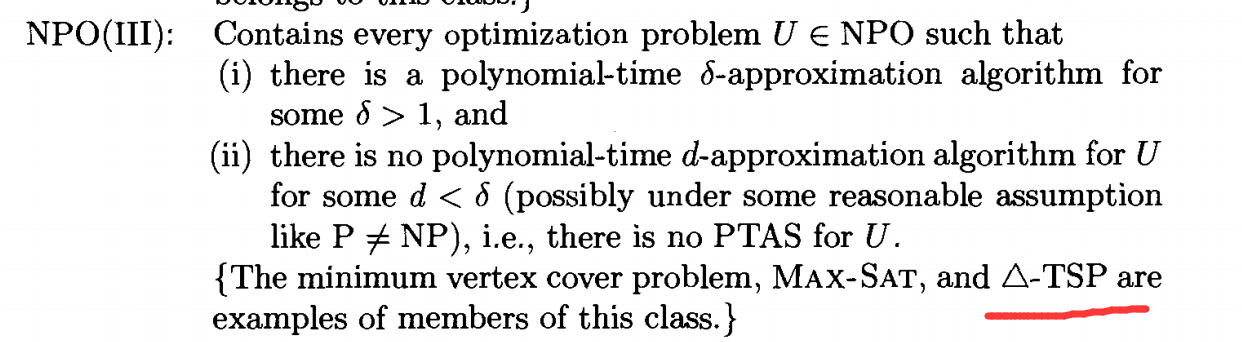 NPO(III): Contains every optimization problem U ∈ NPO such that
(i) there is a polynomial-time δ-approximation algorithm for
some δ > 1, and
(ii) there is no polynomial-time d-approximation algorithm for U
for some d < δ (possibly under some reasonable assumption
like P ≠ NP), i.e., there is no PTAS for U.
{The minimum vertex cover problem, MAX-SAT, and △-TSP are
examples of members of this class.}